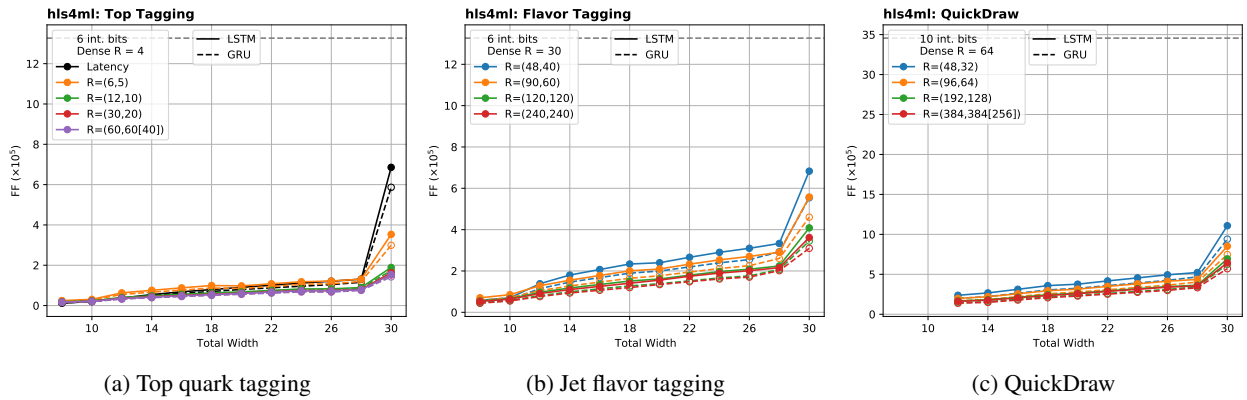 hls4ml: Top Tagging
6 int. bits
Dense R = 4
Latency
R=(6,5)
R=(12,10)
R=(30,20)
R=(60,60[40])
LSTM
GRU
FF (×10⁵)
12
10
8
6
4
2
0
10 14 18 22 26 30
Total Width
(a) Top quark tagging
hls4ml: Flavor Tagging
6 int. bits
Dense R = 30
R=(48,40)
R=(90,60)
R=(120,120)
R=(240,240)
LSTM
GRU
FF (×10⁵)
12
10
8
6
4
2
0
10 14 18 22 26 30
Total Width
(b) Jet flavor tagging
hls4ml: QuickDraw
10 int. bits
Dense R = 64
R=(48,32)
R=(96,64)
R=(192,128)
R=(384,384[256])
LSTM
GRU
FF (×10⁵)
35
30
25
20
15
10
5
0
10 14 18 22 26 30
Total Width
(c) QuickDraw